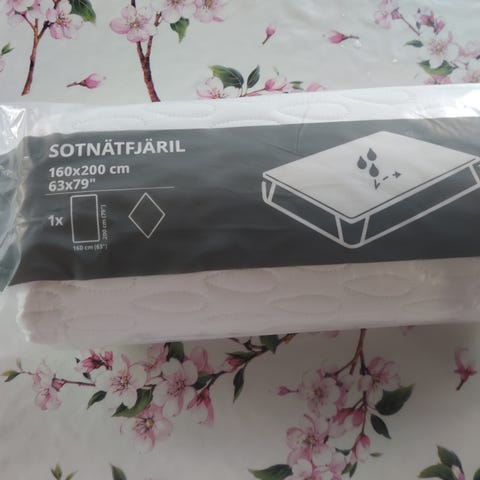 SOTNÄTFJÄRIL
160x200 cm
63x79"
1x
200 cm (79")
160 cm (63")